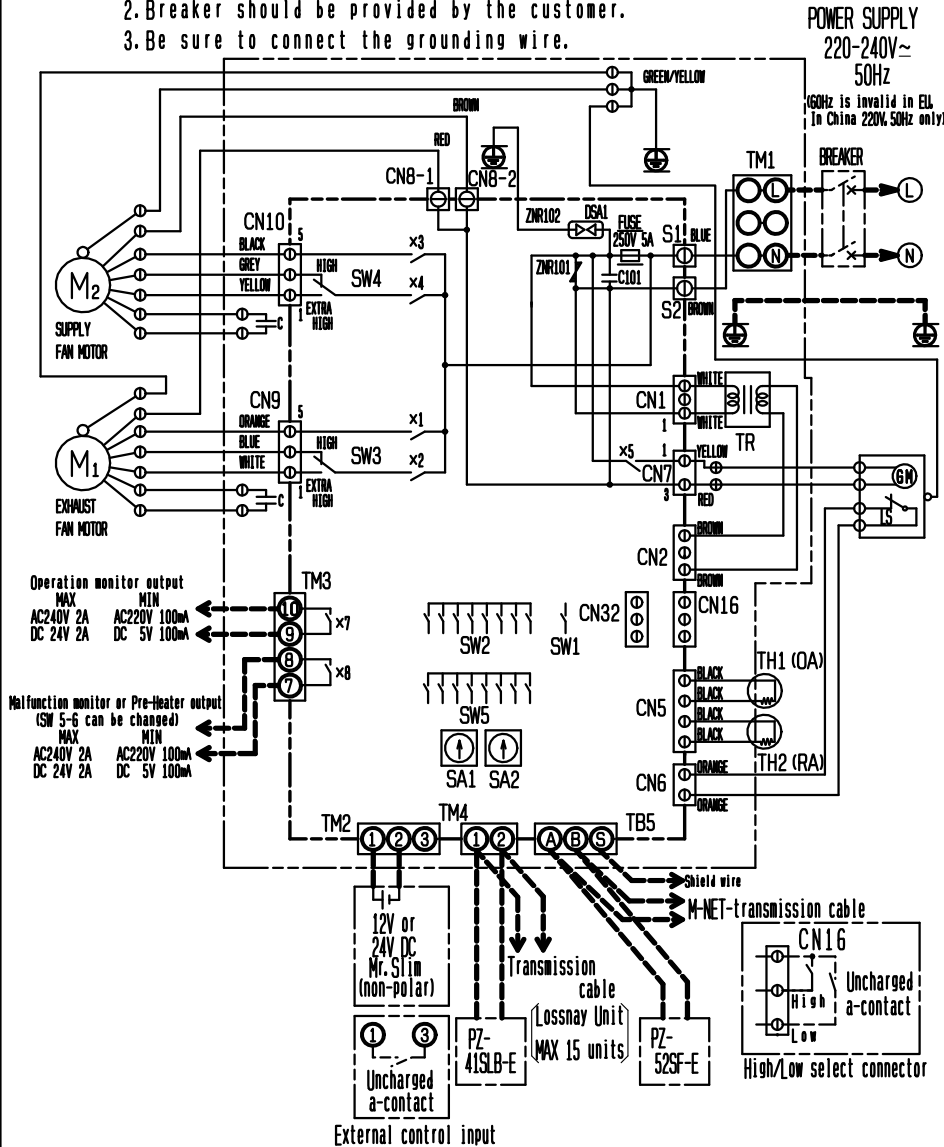 2. Breaker should be provided by the customer.
3. Be sure to connect the grounding wire.
POWER SUPPLY
220-240V~
50Hz
(60Hz is invalid in EU,
In China 220V, 50Hz only)
GREEN/YELLOW
BROWN
RED
CN8-1
CN8-2
TM1
BREAKER
L
L
N
N
ZNR102
DSA1
FUSE
250V 5A
S1
BLUE
ZNR101
C101
S2
BROWN
CN10
5
BLACK
GREY
YELLOW
HIGH
SW4
EXTRA
HIGH
1
×3
×4
M2
SUPPLY
FAN MOTOR
C
CN9
5
ORANGE
BLUE
WHITE
HIGH
SW3
EXTRA
HIGH
1
×1
×2
M1
EXHAUST
FAN MOTOR
C
WHITE
CN1
1
WHITE
TR
×5
1
YELLOW
CN7
3
RED
GM
LS
BROWN
CN2
BROWN
Operation monitor output
MAX MIN
AC240V 2A AC220V 100mA
DC 24V 2A DC 5V 100mA
TM3
10
9
8
7
×7
×8
Malfunction monitor or Pre-Heater output
(SW 5-6 can be changed)
MAX MIN
AC240V 2A AC220V 100mA
DC 24V 2A DC 5V 100mA
SW2
SW1
CN32
CN16
SW5
SA1
SA2
BLACK
BLACK
CN5
BLACK
BLACK
TH1 (OA)
TH2 (RA)
CN6
ORANGE
ORANGE
TM2
1 2 3
TM4
1 2
TB5
A B S
Shield wire
M-NET-transmission cable
12V or
24V DC
Mr.Slim
(non-polar)
Transmission
cable
(Lossnay Unit
MAX 15 units)
1 3
Uncharged
a-contact
External control input
PZ-
41SLB-E
PZ-
52SF-E
CN16
High
Low
Uncharged
a-contact
High/Low select connector